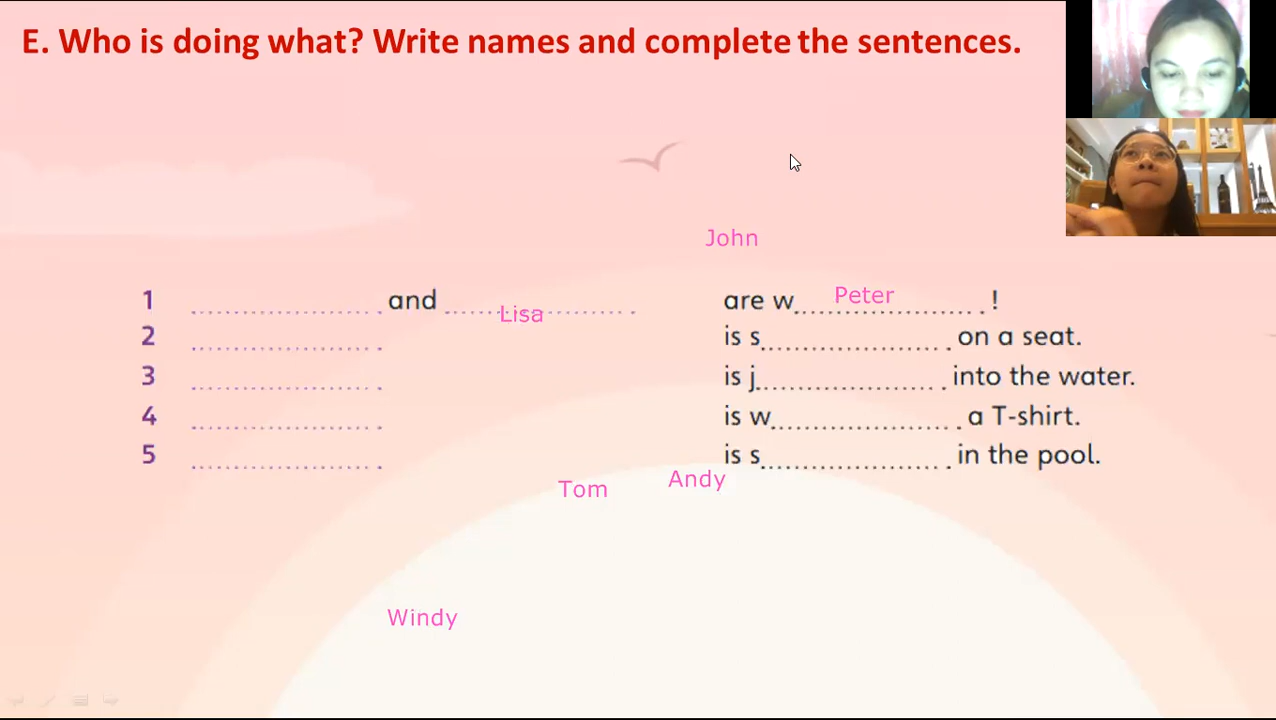 E. Who is doing what? Write names and complete the sentences.
John
1 ........................ and ........................ are w........................ !
Lisa
Peter
2 ........................ is s........................ on a seat.
3 ........................ is j........................ into the water.
4 ........................ is w........................ a T-shirt.
5 ........................ is s........................ in the pool.
Tom
Andy
Windy